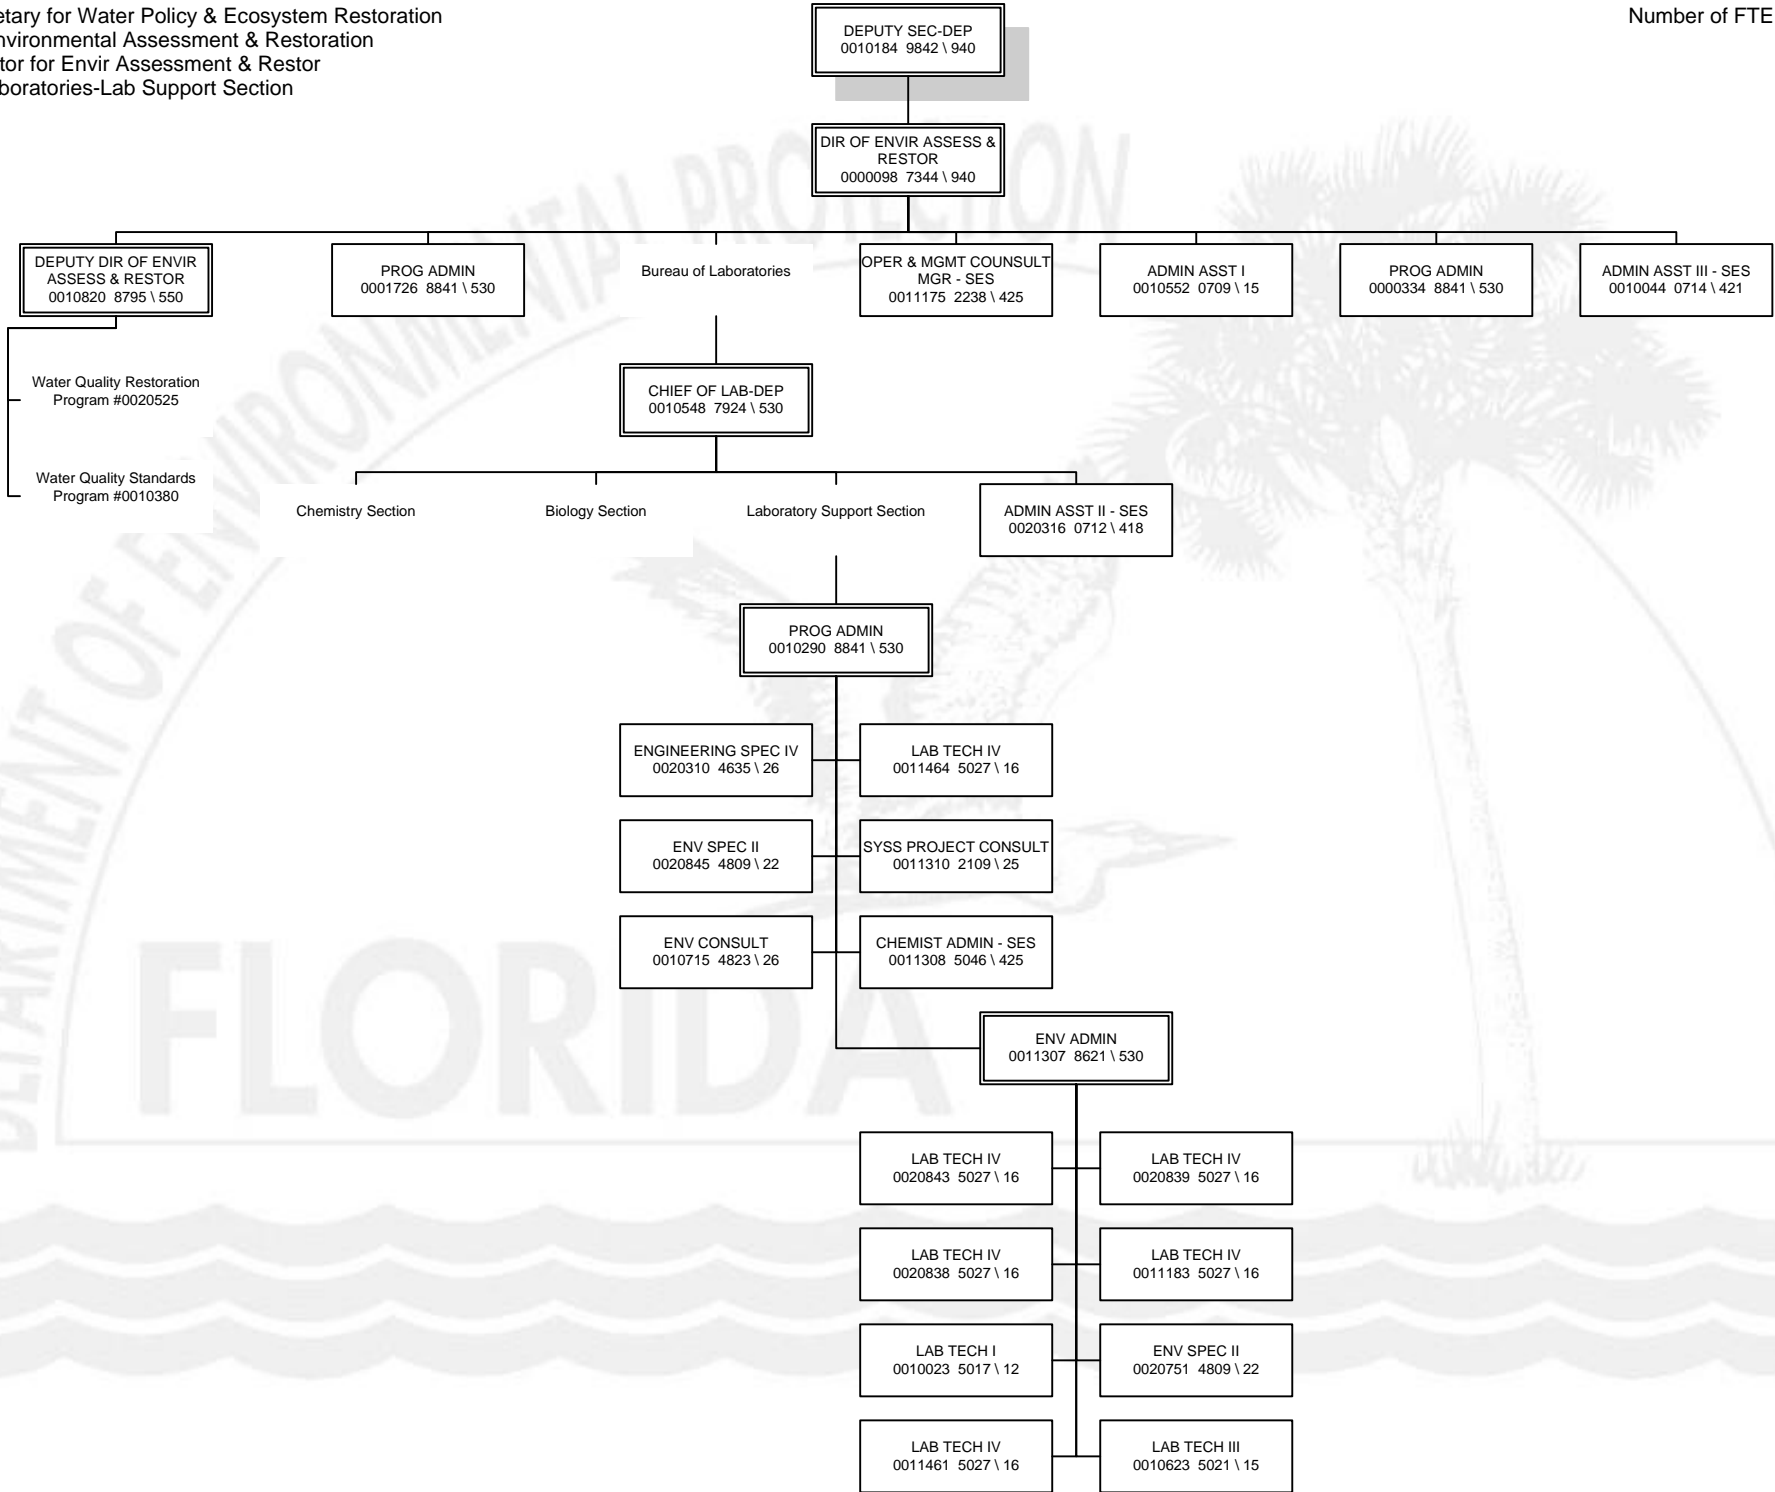 etary for Water Policy & Ecosystem Restoration
nvironmental Assessment & Restoration
tor for Envir Assessment & Restor
boratories-Lab Support Section
Number of FTE
DEPUTY SEC-DEP
0010184 9842 \ 940
DIR OF ENVIR ASSESS &
RESTOR
0000098 7344 \ 940
DEPUTY DIR OF ENVIR
ASSESS & RESTOR
0010820 8795 \ 550
PROG ADMIN
0001726 8841 \ 530
Bureau of Laboratories
OPER & MGMT COUNSULT
MGR - SES
0011175 2238 \ 425
ADMIN ASST I
0010552 0709 \ 15
PROG ADMIN
0000334 8841 \ 530
ADMIN ASST III - SES
0010044 0714 \ 421
Water Quality Restoration
Program #0020525
Water Quality Standards
Program #0010380
CHIEF OF LAB-DEP
0010548 7924 \ 530
Chemistry Section
Biology Section
Laboratory Support Section
ADMIN ASST II - SES
0020316 0712 \ 418
PROG ADMIN
0010290 8841 \ 530
ENGINEERING SPEC IV
0020310 4635 \ 26
LAB TECH IV
0011464 5027 \ 16
ENV SPEC II
0020845 4809 \ 22
SYSS PROJECT CONSULT
0011310 2109 \ 25
ENV CONSULT
0010715 4823 \ 26
CHEMIST ADMIN - SES
0011308 5046 \ 425
ENV ADMIN
0011307 8621 \ 530
LAB TECH IV
0020843 5027 \ 16
LAB TECH IV
0020839 5027 \ 16
LAB TECH IV
0020838 5027 \ 16
LAB TECH IV
0011183 5027 \ 16
LAB TECH I
0010023 5017 \ 12
ENV SPEC II
0020751 4809 \ 22
LAB TECH IV
0011461 5027 \ 16
LAB TECH III
0010623 5021 \ 15
DEPARTMENT OF ENVIRONMENTAL PROTECTION
FLORIDA